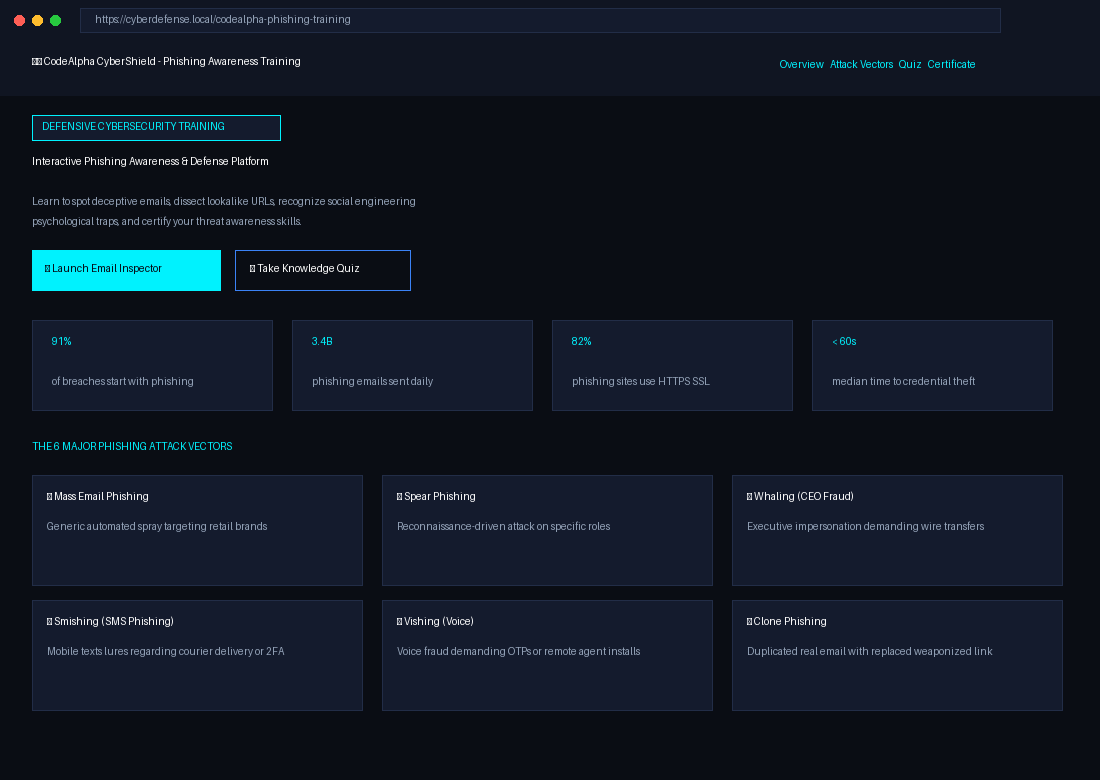 https://cyberdefense.local/codealpha-phishing-training
CodeAlpha CyberShield - Phishing Awareness Training
Overview Attack Vectors Quiz Certificate
DEFENSIVE CYBERSECURITY TRAINING
Interactive Phishing Awareness & Defense Platform
Learn to spot deceptive emails, dissect lookalike URLs, recognize social engineering
psychological traps, and certify your threat awareness skills.
Launch Email Inspector
Take Knowledge Quiz
91%
of breaches start with phishing
3.4B
phishing emails sent daily
82%
phishing sites use HTTPS SSL
< 60s
median time to credential theft
THE 6 MAJOR PHISHING ATTACK VECTORS
Mass Email Phishing
Generic automated spray targeting retail brands
Spear Phishing
Reconnaissance-driven attack on specific roles
Whaling (CEO Fraud)
Executive impersonation demanding wire transfers
Smishing (SMS Phishing)
Mobile texts lures regarding courier delivery or 2FA
Vishing (Voice)
Voice fraud demanding OTPs or remote agent installs
Clone Phishing
Duplicated real email with replaced weaponized link